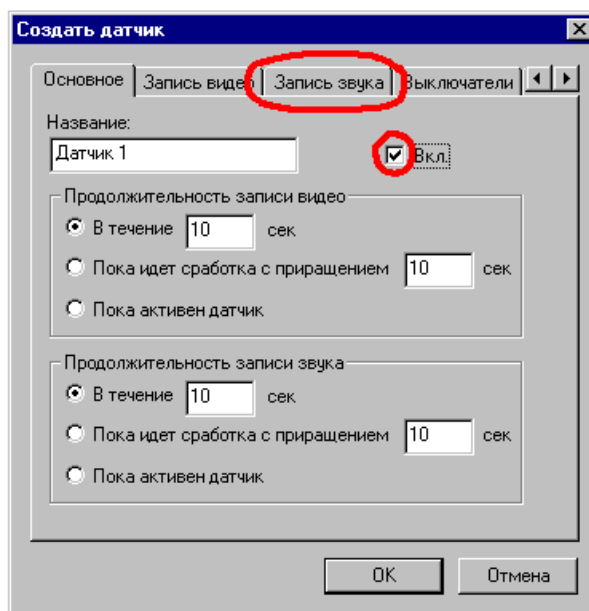 Создать датчик
Основное Запись видео Запись звука Выключатели
Название:
Датчик 1 Вкл.
Продолжительность записи видео
В течение 10 сек
Пока идет сработка с приращением 10 сек
Пока активен датчик
Продолжительность записи звука
В течение 10 сек
Пока идет сработка с приращением 10 сек
Пока активен датчик
OK Отмена